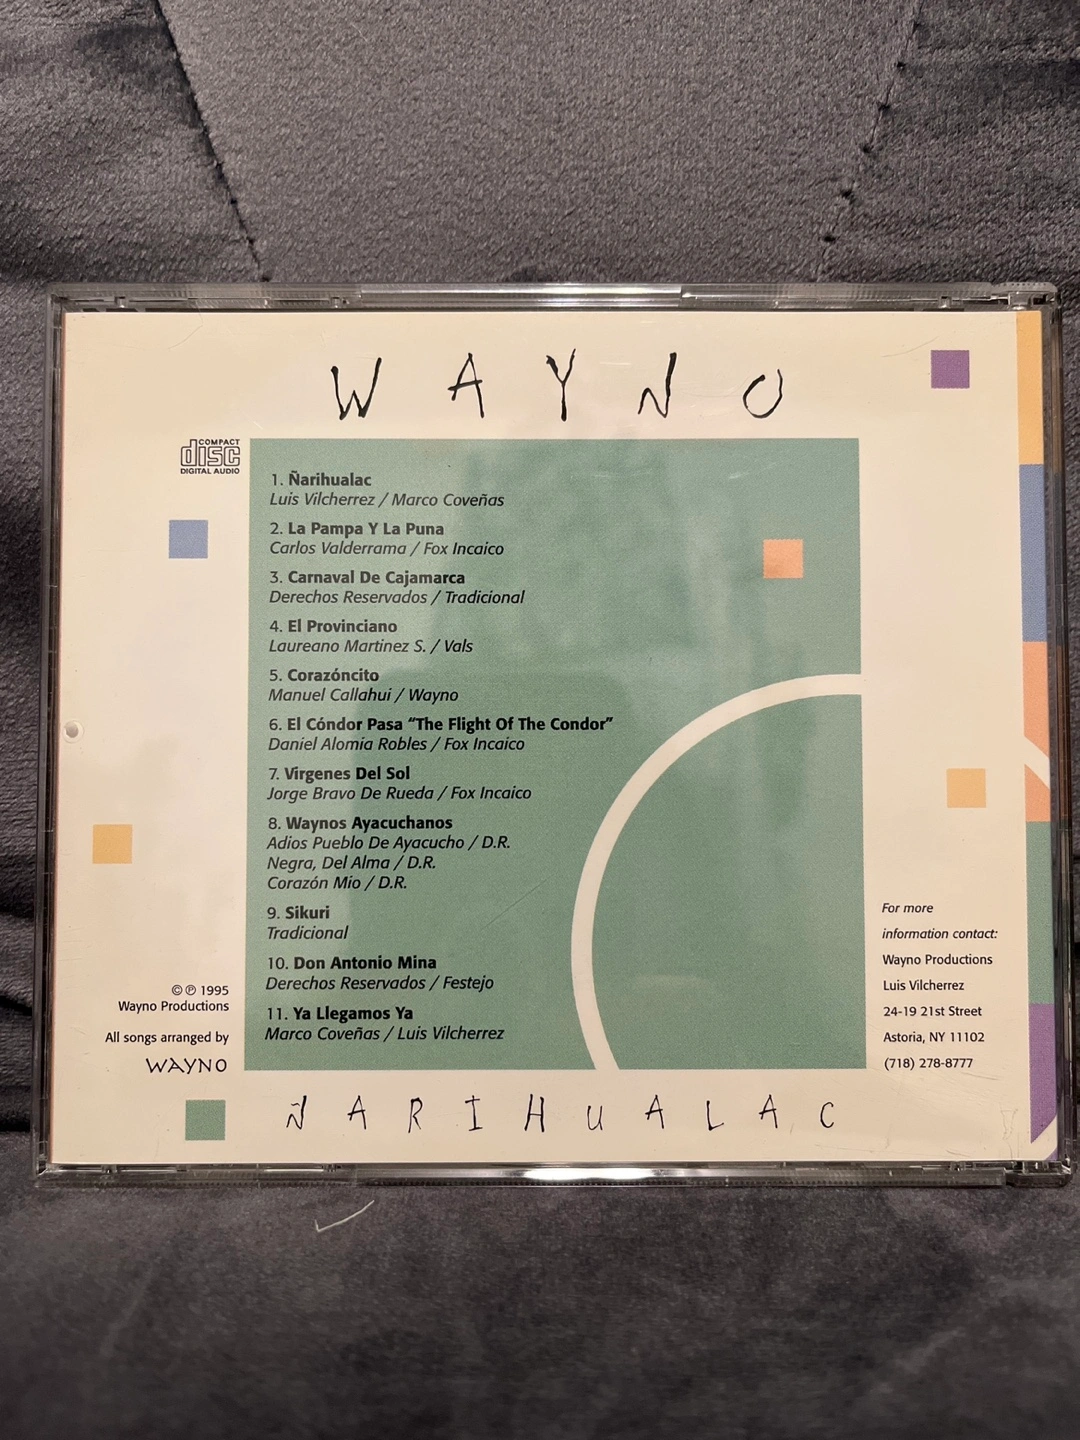 WAYNO
COMPACT
disc
DIGITAL AUDIO
1. Ñarihualac
Luis Vilcherrez / Marco Coveñas
2. La Pampa Y La Puna
Carlos Valderrama / Fox Incaico
3. Carnaval De Cajamarca
Derechos Reservados / Tradicional
4. El Provinciano
Laureano Martinez S. / Vals
5. Corazóncito
Manuel Callahui / Wayno
6. El Cóndor Pasa “The Flight Of The Condor”
Daniel Alomia Robles / Fox Incaico
7. Virgenes Del Sol
Jorge Bravo De Rueda / Fox Incaico
8. Waynos Ayacuchanos
Adios Pueblo De Ayacucho / D.R.
Negra, Del Alma / D.R.
Corazón Mio / D.R.
9. Sikuri
Tradicional
10. Don Antonio Mina
Derechos Reservados / Festejo
11. Ya Llegamos Ya
Marco Coveñas / Luis Vilcherrez
© ℗ 1995
Wayno Productions
All songs arranged by
WAYNO
For more
information contact:
Wayno Productions
Luis Vilcherrez
24-19 21st Street
Astoria, NY 11102
(718) 278-8777
ÑARIHUALAC